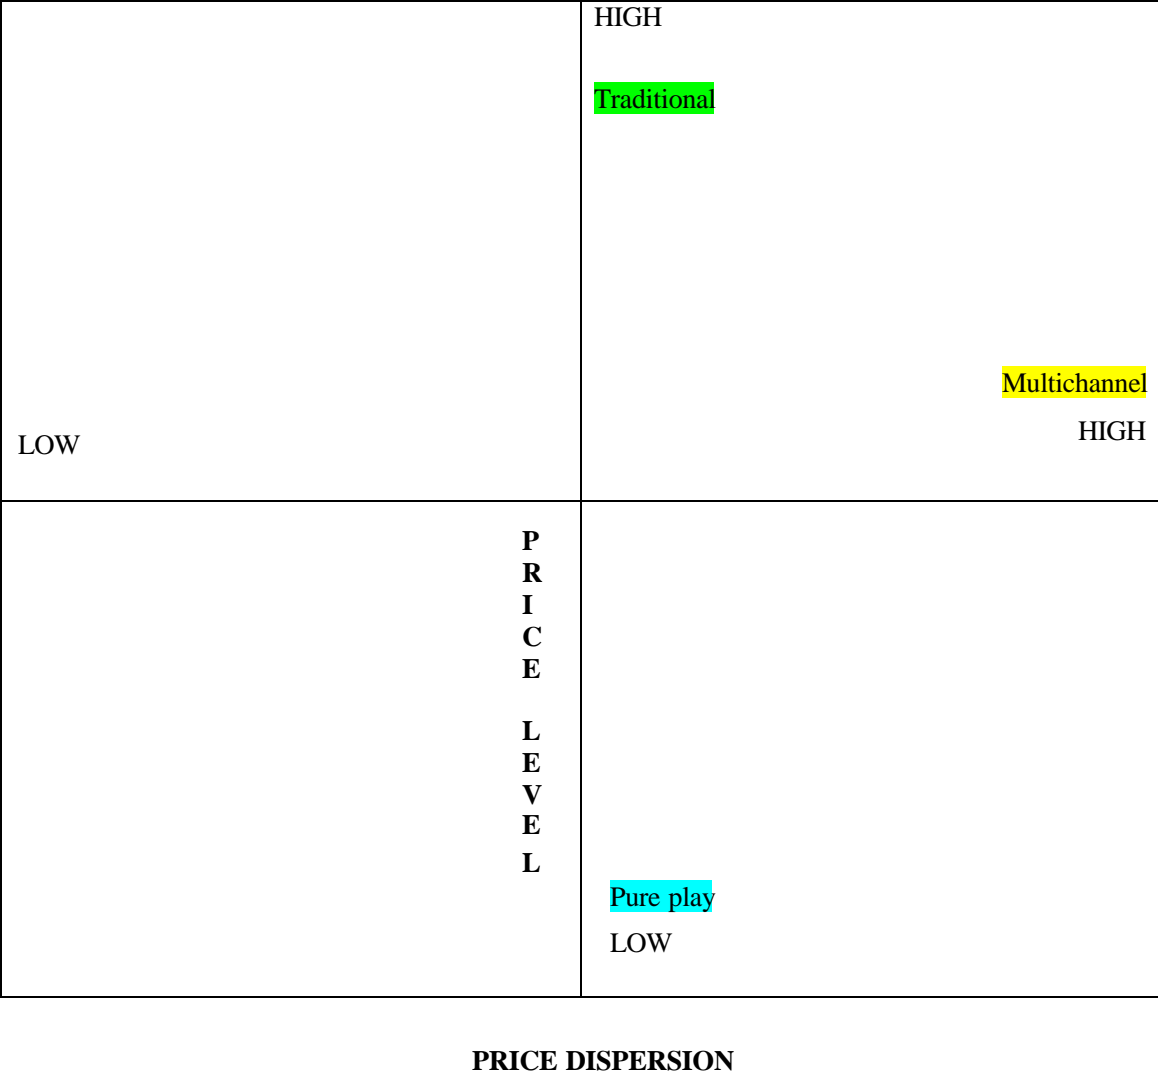 HIGH
Traditional
Multichannel
HIGH
LOW
P
R
I
C
E
L
E
V
E
L
Pure play
LOW
PRICE DISPERSION